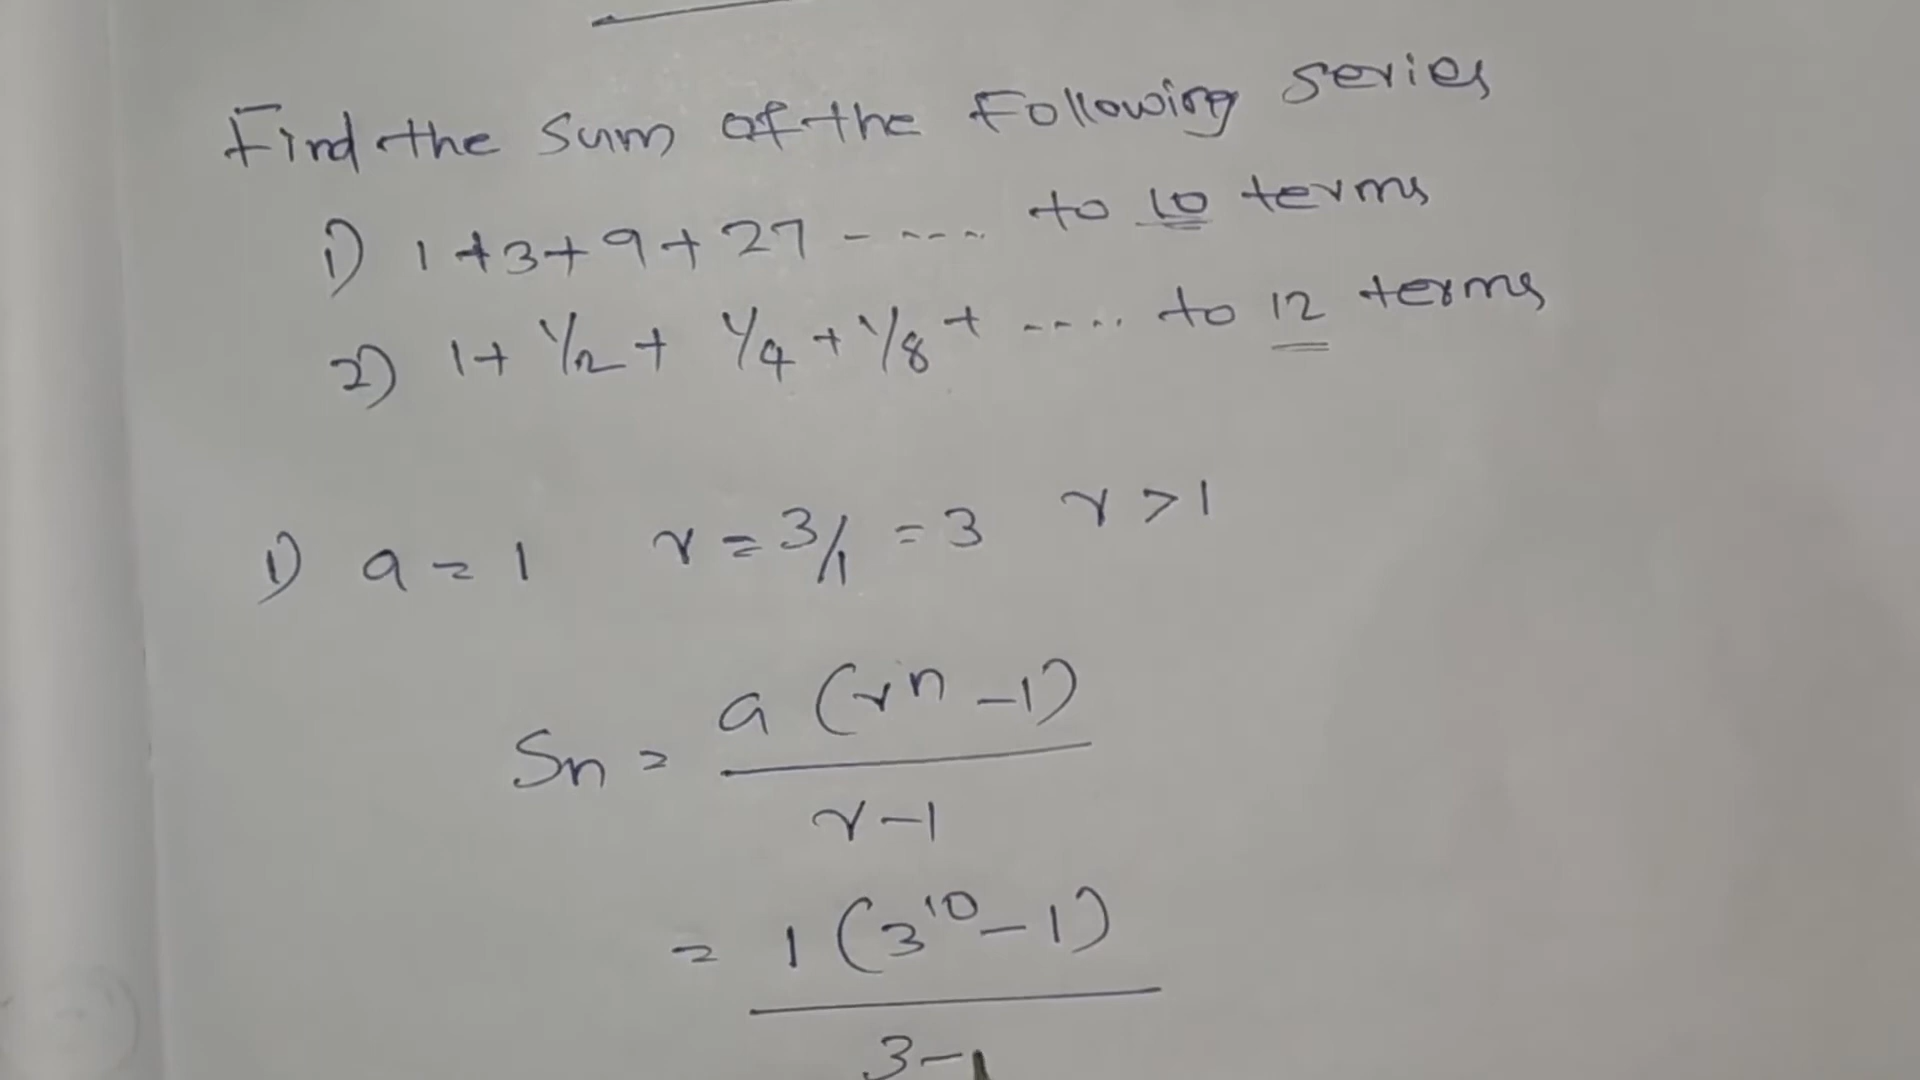 Find the Sum of the Following series
1) 1+3+9+27 - ---- to 10 terms
2) 1+ 1/2 + 1/4 + 1/8 + ---- to 12 terms
1) a = 1 r = 3/1 = 3 r > 1
Sn = a (rⁿ - 1)
r - 1
= 1 (3¹⁰ - 1)
3 - 1